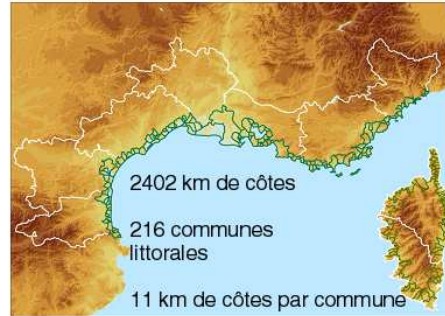 2402 km de côtes
216 communes
littorales
11 km de côtes par commune